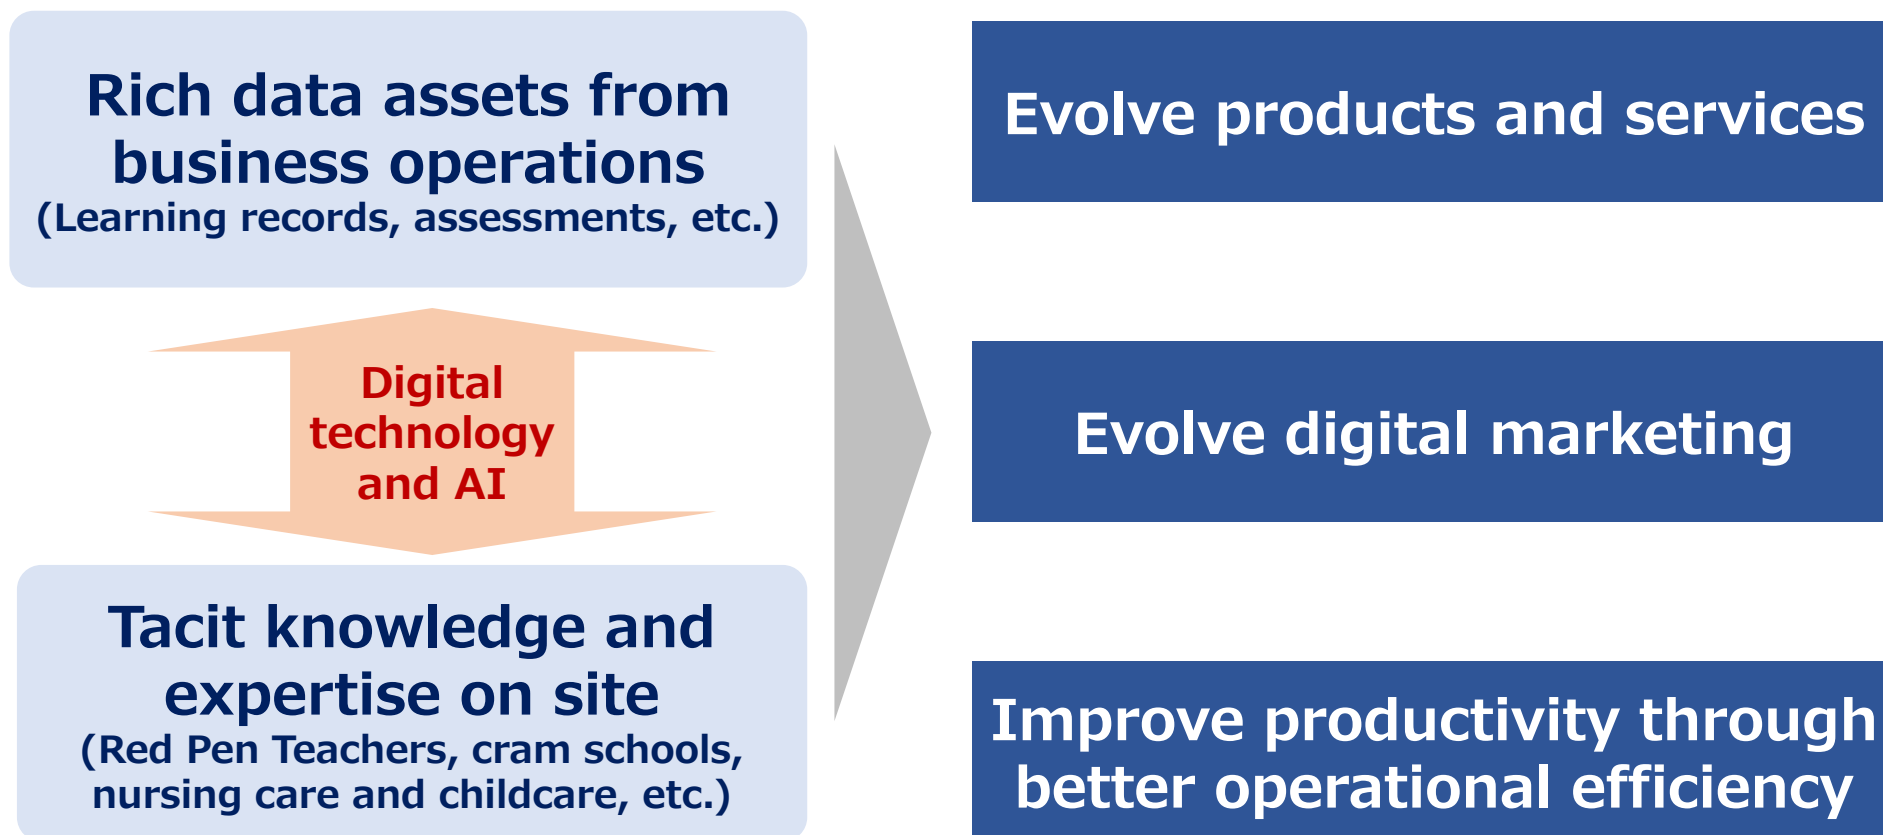 Rich data assets from
business operations
(Learning records, assessments, etc.)
Digital
technology
and AI
Tacit knowledge and
expertise on site
(Red Pen Teachers, cram schools,
nursing care and childcare, etc.)
Evolve products and services
Evolve digital marketing
Improve productivity through
better operational efficiency